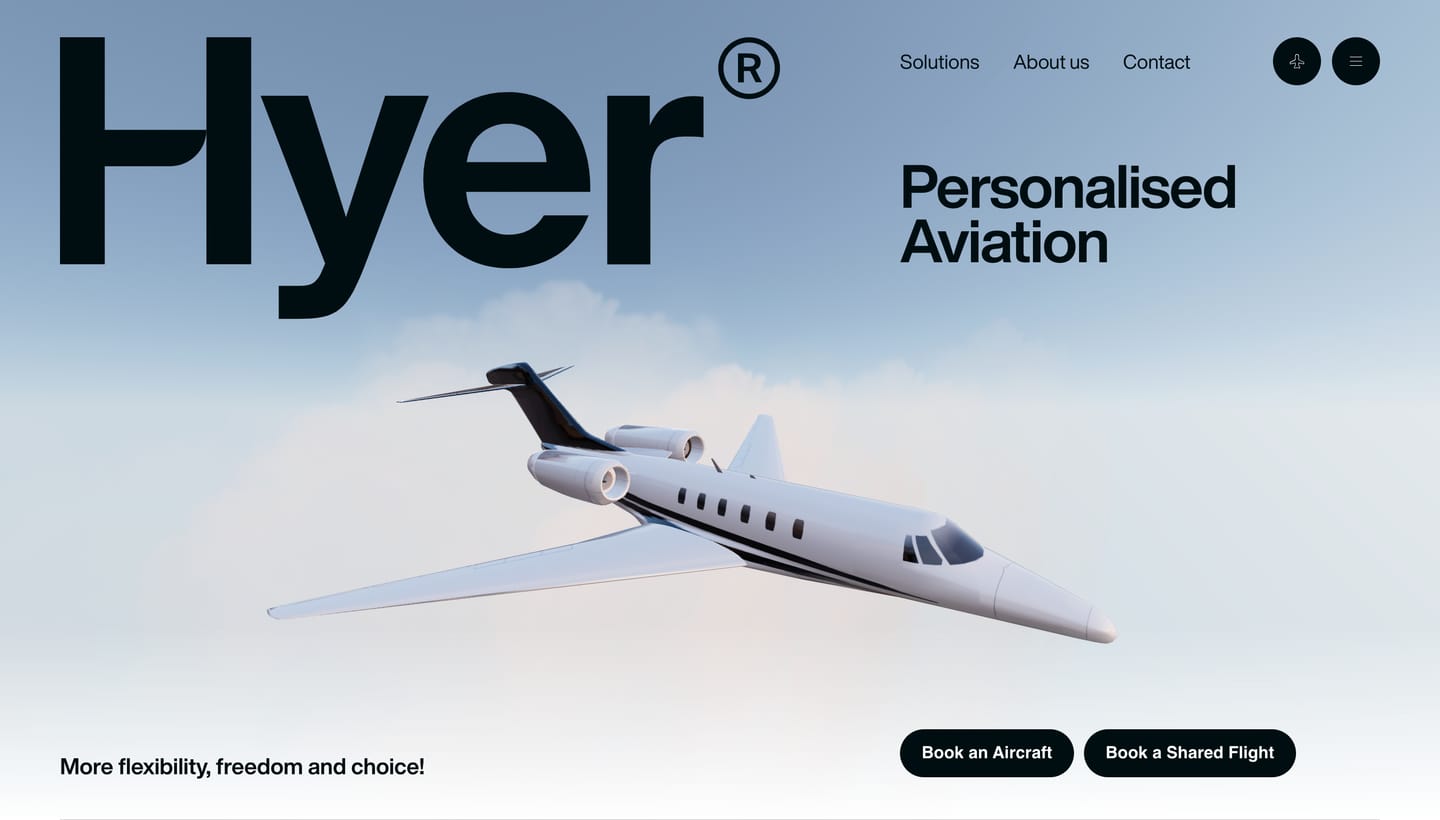 Hyer®
Solutions
About us
Contact
Personalised
Aviation
More flexibility, freedom and choice!
Book an Aircraft
Book a Shared Flight